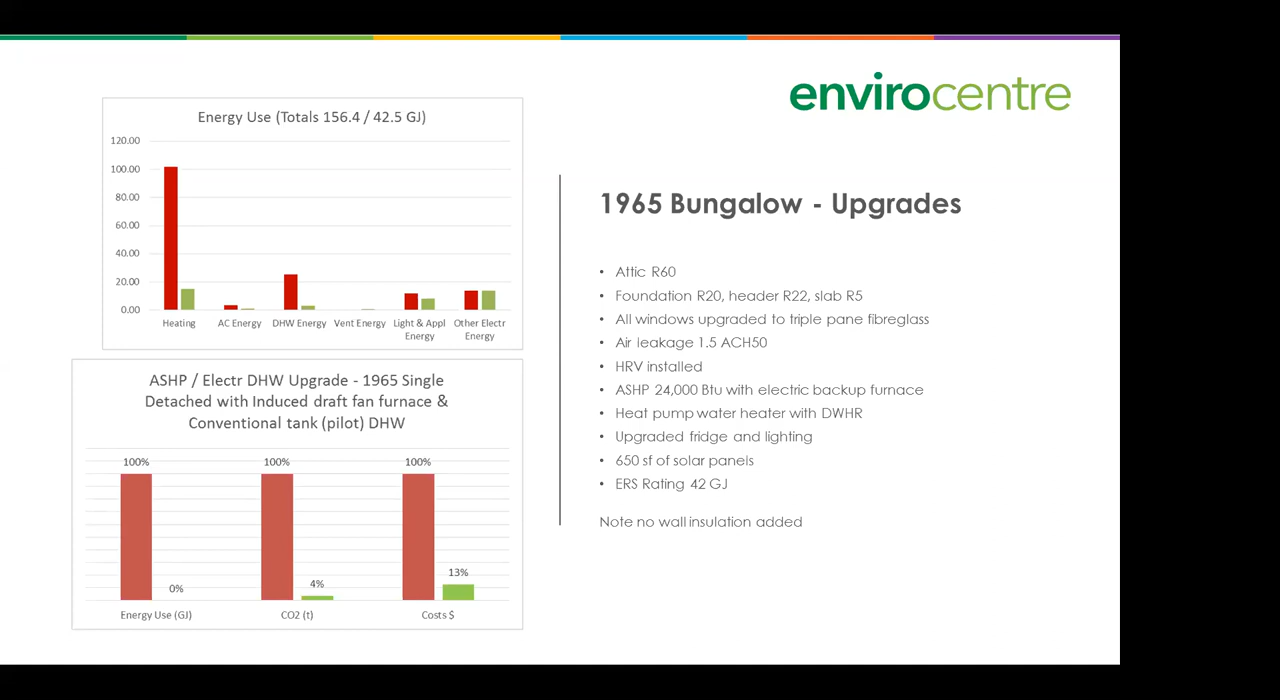 envirocentre
Energy Use (Totals 156.4 / 42.5 GJ)
120.00
100.00
80.00
60.00
40.00
20.00
0.00
Heating
AC Energy
DHW Energy
Vent Energy
Light & Appl
Energy
Other Electr
Energy
ASHP / Electr DHW Upgrade - 1965 Single
Detached with Induced draft fan furnace &
Conventional tank (pilot) DHW
100%
0%
100%
4%
100%
13%
Energy Use (GJ)
CO2 (t)
Costs $
1965 Bungalow - Upgrades
• Attic R60
• Foundation R20, header R22, slab R5
• All windows upgraded to triple pane fibreglass
• Air leakage 1.5 ACH50
• HRV installed
• ASHP 24,000 Btu with electric backup furnace
• Heat pump water heater with DWHR
• Upgraded fridge and lighting
• 650 sf of solar panels
• ERS Rating 42 GJ
Note no wall insulation added